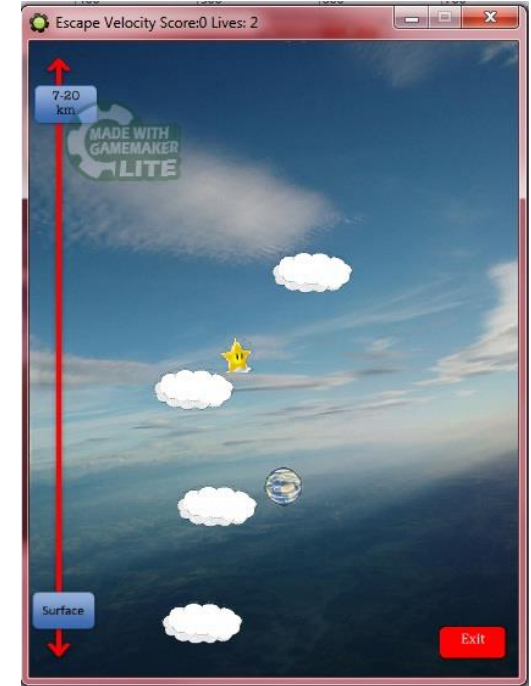 Escape Velocity Score:0 Lives: 2
7-20
km
MADE WITH
GAMEMAKER
LITE
Surface
Exit